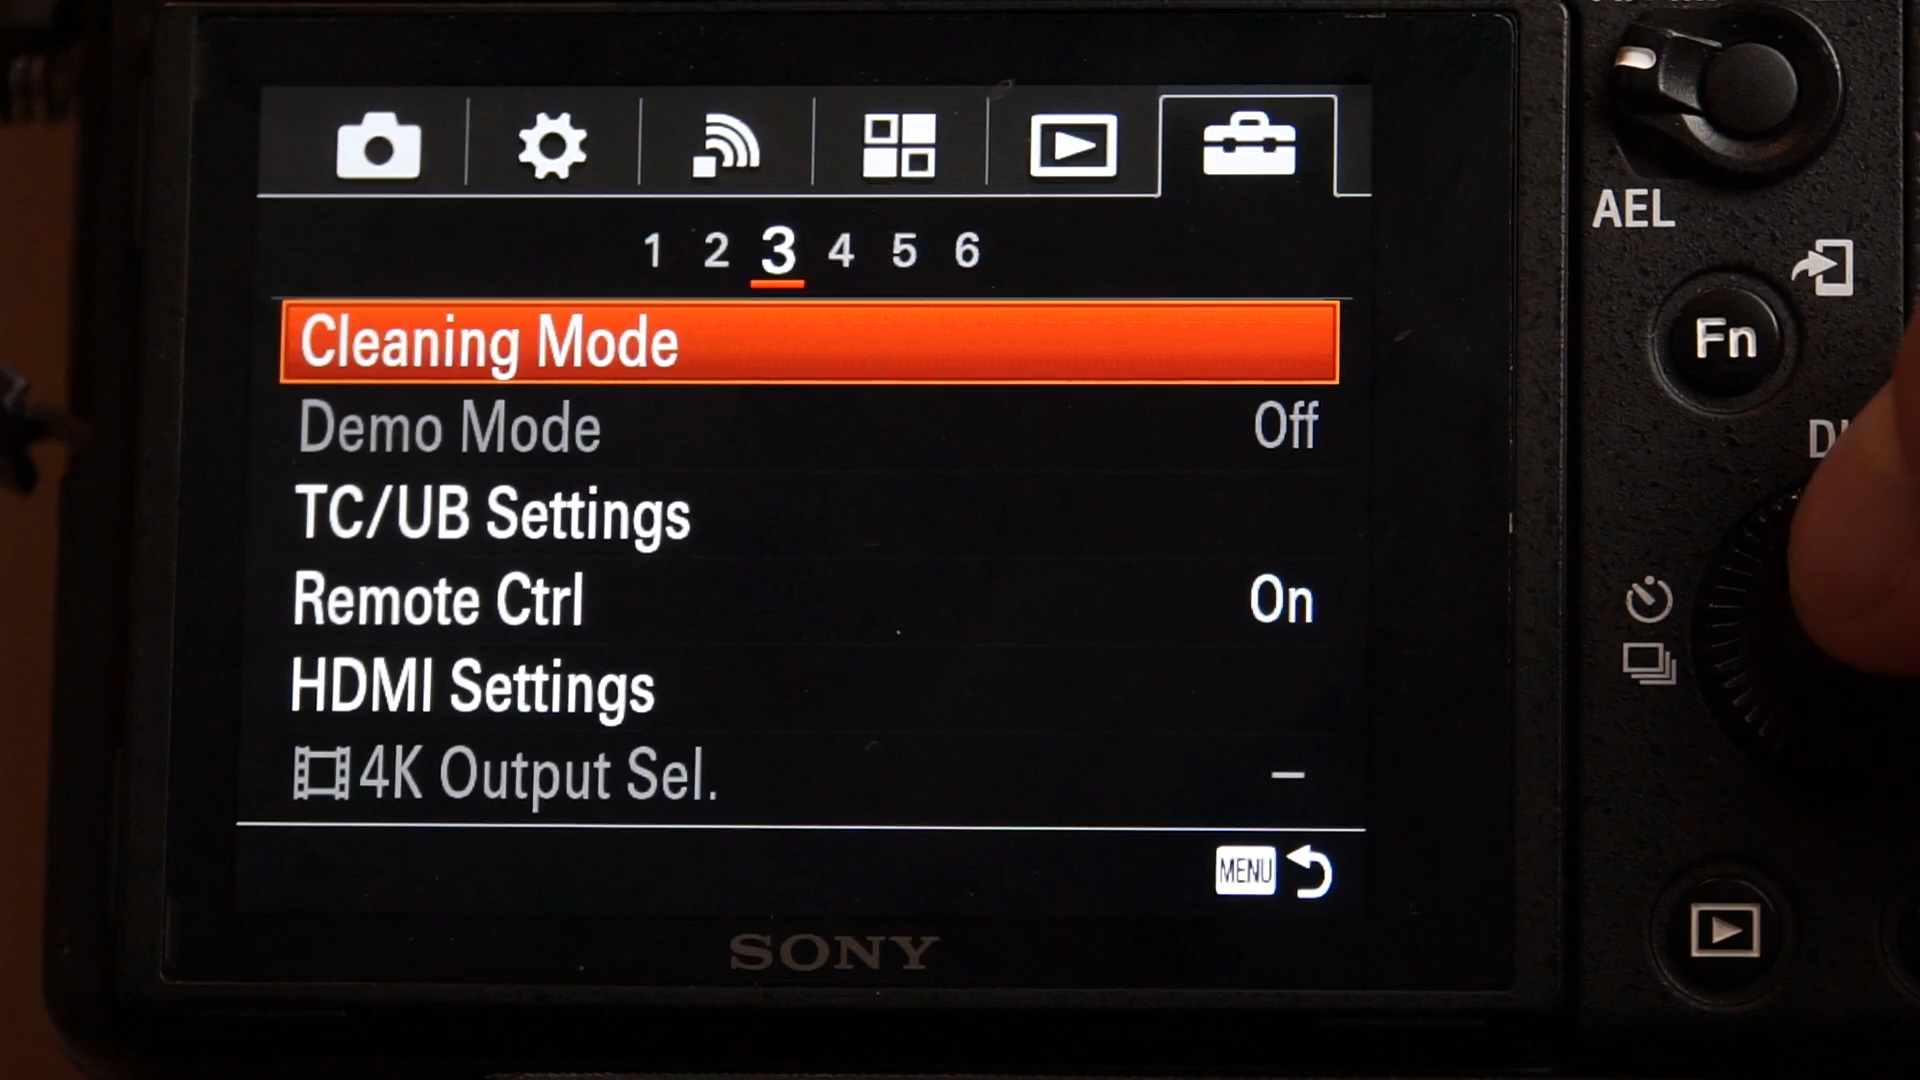 AEL
1 2 3 4 5 6
Cleaning Mode
Fn
Demo Mode Off
TC/UB Settings
Remote Ctrl On
HDMI Settings
4K Output Sel. –
MENU
SONY